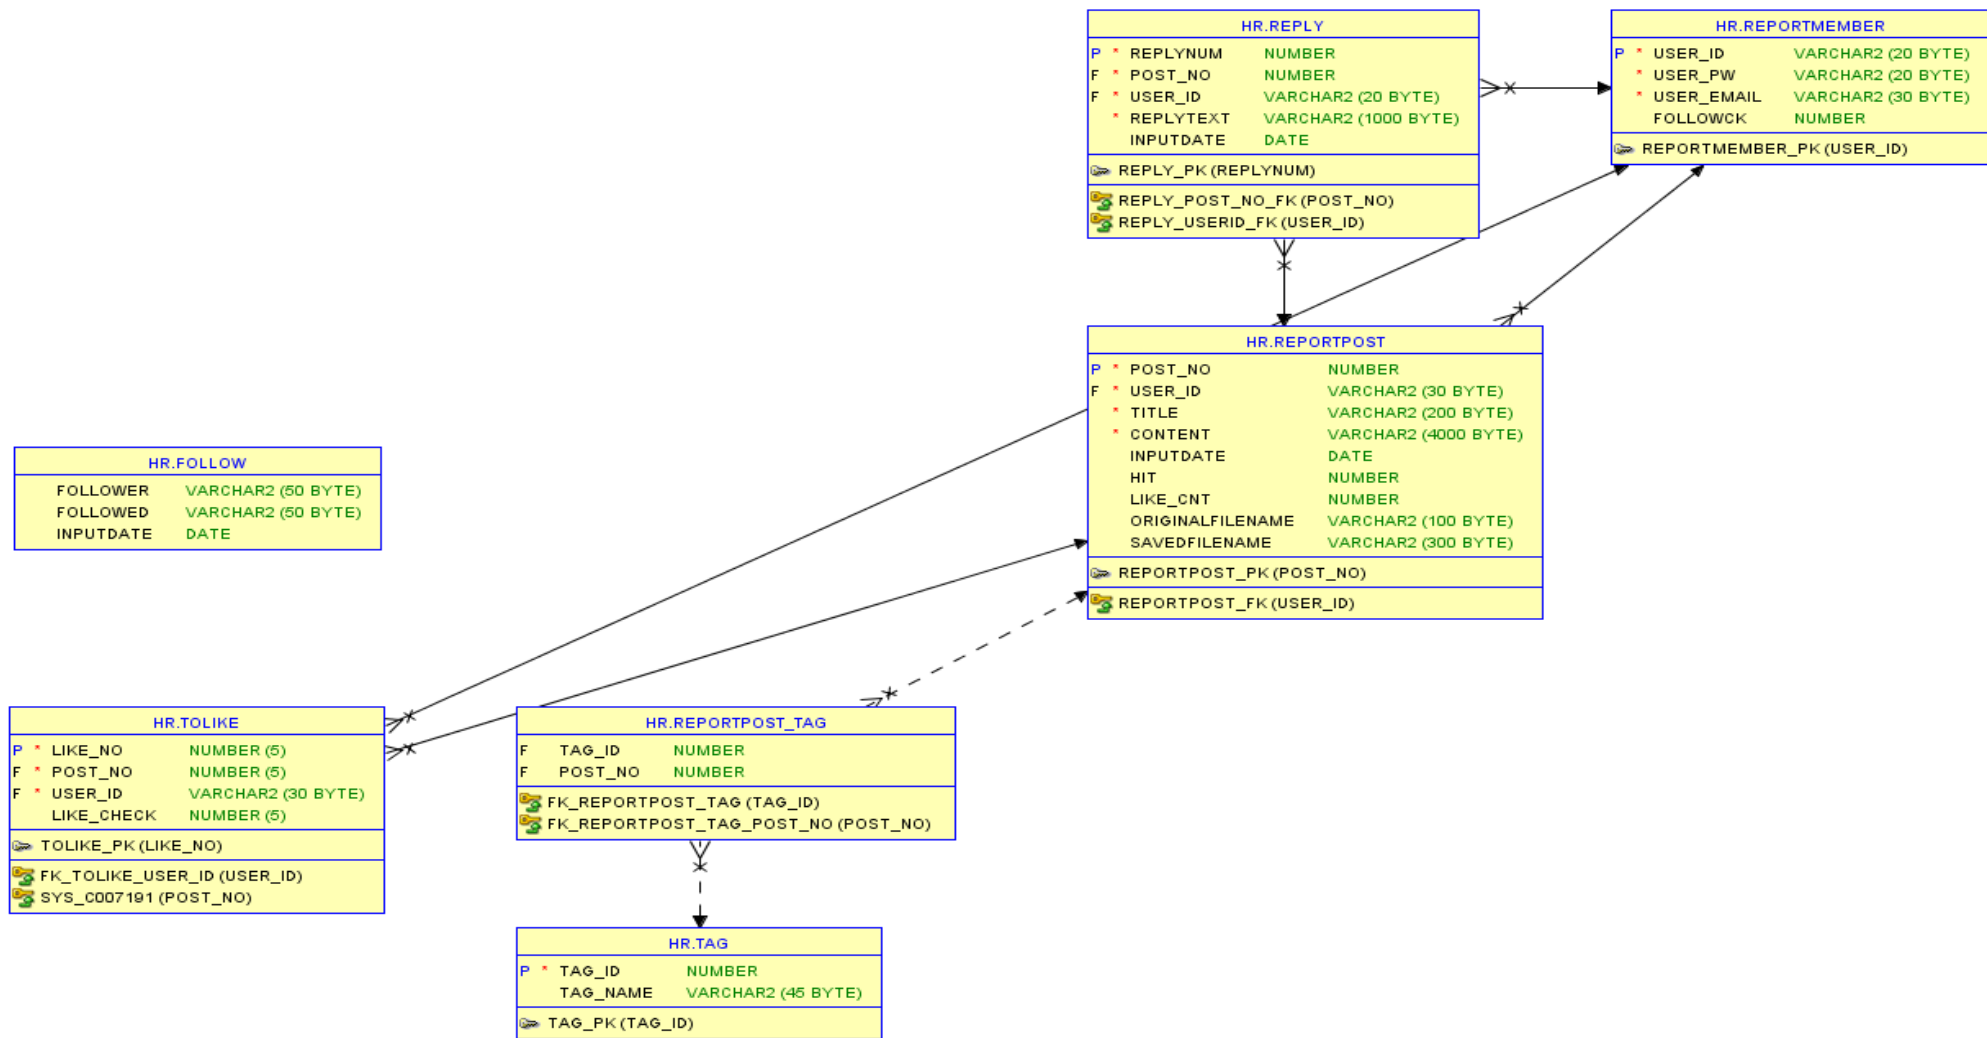 HR.REPLY
P * REPLYNUM NUMBER
F * POST_NO NUMBER
F * USER_ID VARCHAR2 (20 BYTE)
* REPLYTEXT VARCHAR2 (1000 BYTE)
INPUTDATE DATE
REPLY_PK (REPLYNUM)
REPLY_POST_NO_FK (POST_NO)
REPLY_USERID_FK (USER_ID)
HR.REPORTMEMBER
P * USER_ID VARCHAR2 (20 BYTE)
* USER_PW VARCHAR2 (20 BYTE)
* USER_EMAIL VARCHAR2 (30 BYTE)
FOLLOWCK NUMBER
REPORTMEMBER_PK (USER_ID)
HR.REPORTPOST
P * POST_NO NUMBER
F * USER_ID VARCHAR2 (30 BYTE)
* TITLE VARCHAR2 (200 BYTE)
* CONTENT VARCHAR2 (4000 BYTE)
INPUTDATE DATE
HIT NUMBER
LIKE_CNT NUMBER
ORIGINALFILENAME VARCHAR2 (100 BYTE)
SAVEDFILENAME VARCHAR2 (300 BYTE)
REPORTPOST_PK (POST_NO)
REPORTPOST_FK (USER_ID)
HR.FOLLOW
FOLLOWER VARCHAR2 (50 BYTE)
FOLLOWED VARCHAR2 (50 BYTE)
INPUTDATE DATE
HR.TOLIKE
P * LIKE_NO NUMBER (5)
F * POST_NO NUMBER (5)
F * USER_ID VARCHAR2 (30 BYTE)
LIKE_CHECK NUMBER (5)
TOLIKE_PK (LIKE_NO)
FK_TOLIKE_USER_ID (USER_ID)
SYS_C007191 (POST_NO)
HR.REPORTPOST_TAG
F TAG_ID NUMBER
F POST_NO NUMBER
FK_REPORTPOST_TAG (TAG_ID)
FK_REPORTPOST_TAG_POST_NO (POST_NO)
HR.TAG
P * TAG_ID NUMBER
TAG_NAME VARCHAR2 (45 BYTE)
TAG_PK (TAG_ID)